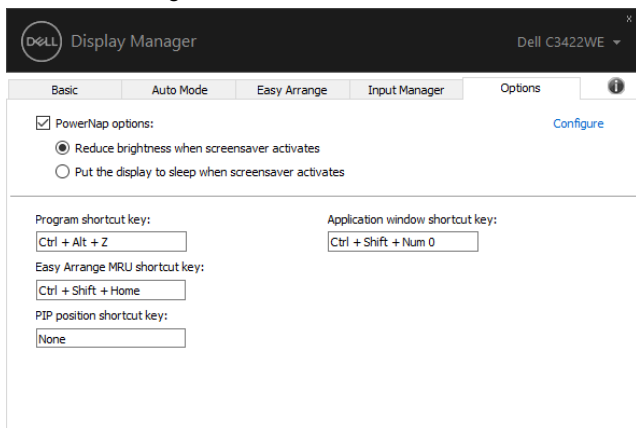 DELL Display Manager
Dell C3422WE
x
Basic Auto Mode Easy Arrange Input Manager Options
PowerNap options:
Configure
Reduce brightness when screensaver activates
Put the display to sleep when screensaver activates
Program shortcut key:
Application window shortcut key:
Ctrl + Alt + Z
Ctrl + Shift + Num 0
Easy Arrange MRU shortcut key:
Ctrl + Shift + Home
PIP position shortcut key:
None